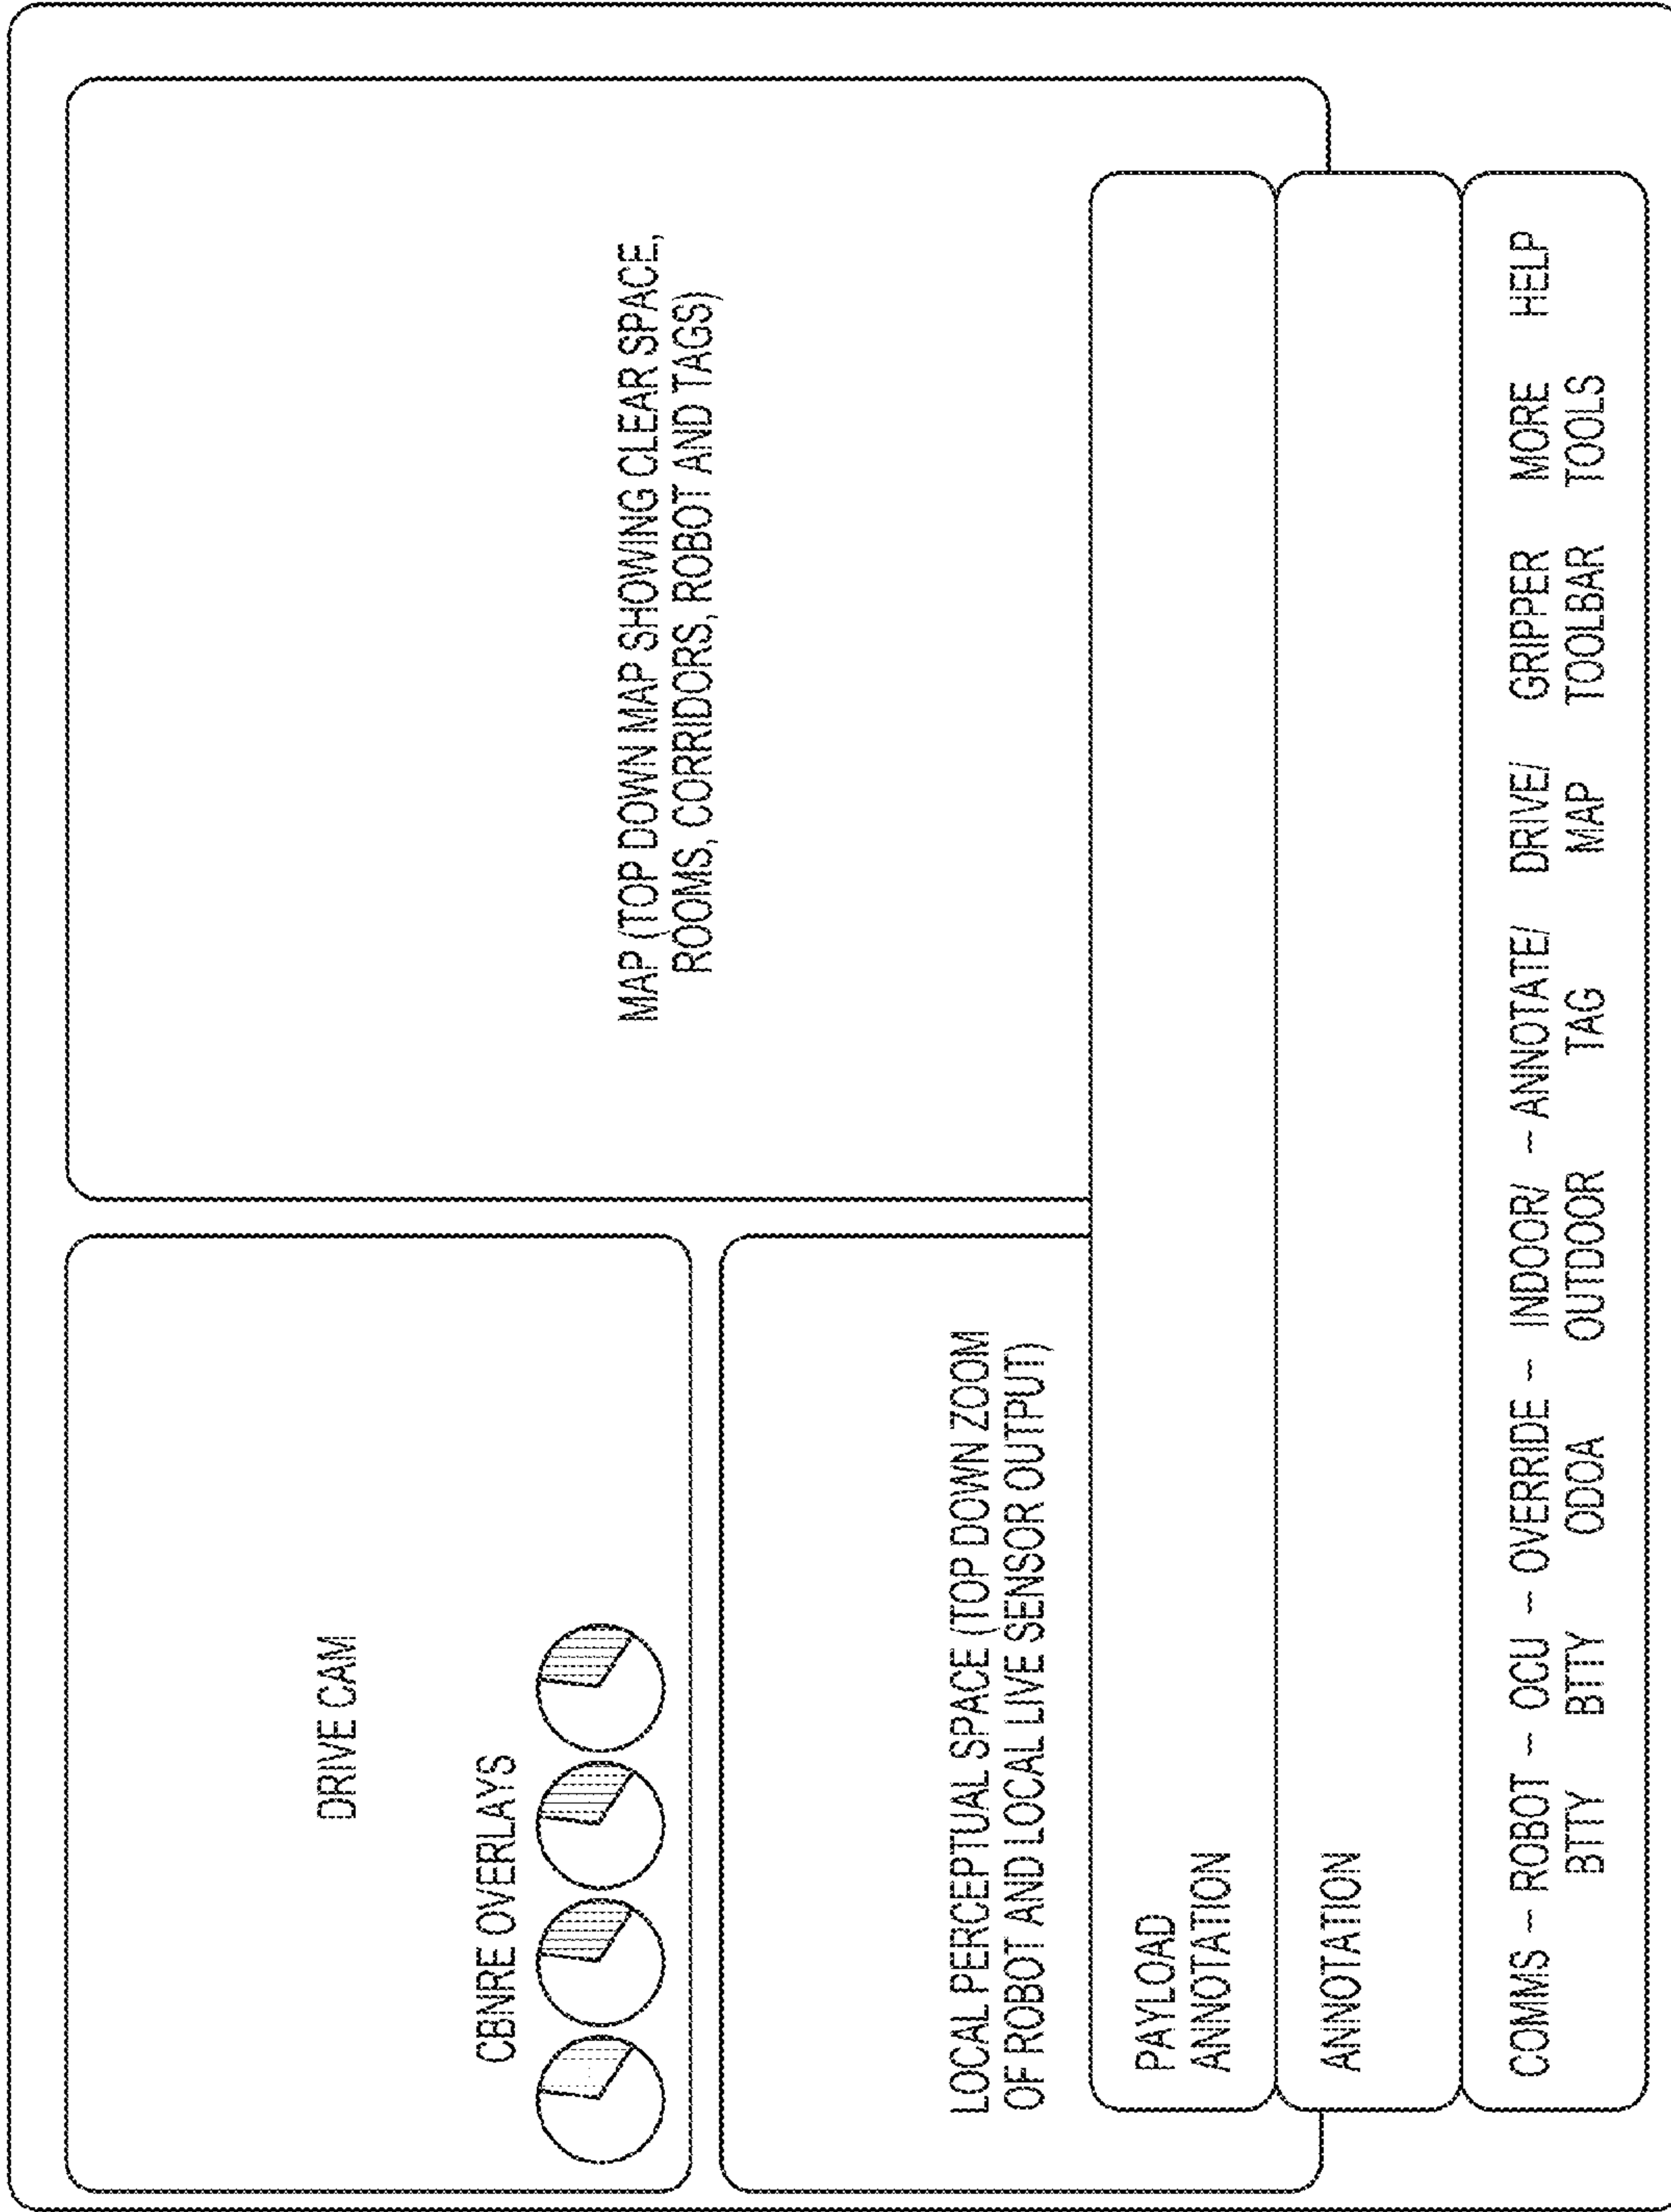 DRIVE CAM
CBNRE OVERLAYS
MAP (TOP DOWN MAP SHOWING CLEAR SPACE,
ROOMS, CORRIDORS, ROBOT AND TAGS)
LOCAL PERCEPTUAL SPACE (TOP DOWN ZOOM
OF ROBOT AND LOCAL LIVE SENSOR OUTPUT)
PAYLOAD
ANNOTATION
ANNOTATION
COMMS ~ ROBOT ~ OCU ~ OVERRIDE ~ INDOOR/ ~ ANNOTATE/ DRIVE/ GRIPPER MORE HELP
BTTY BTTY ODOA OUTDOOR TAG MAP TOOLBAR TOOLS